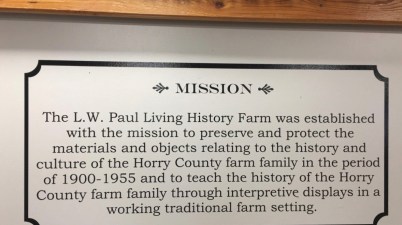 MISSION
The L.W. Paul Living History Farm was established
with the mission to preserve and protect the
materials and objects relating to the history and
culture of the Horry County farm family in the period
of 1900-1955 and to teach the history of the Horry
County farm family through interpretive displays in a
working traditional farm setting.